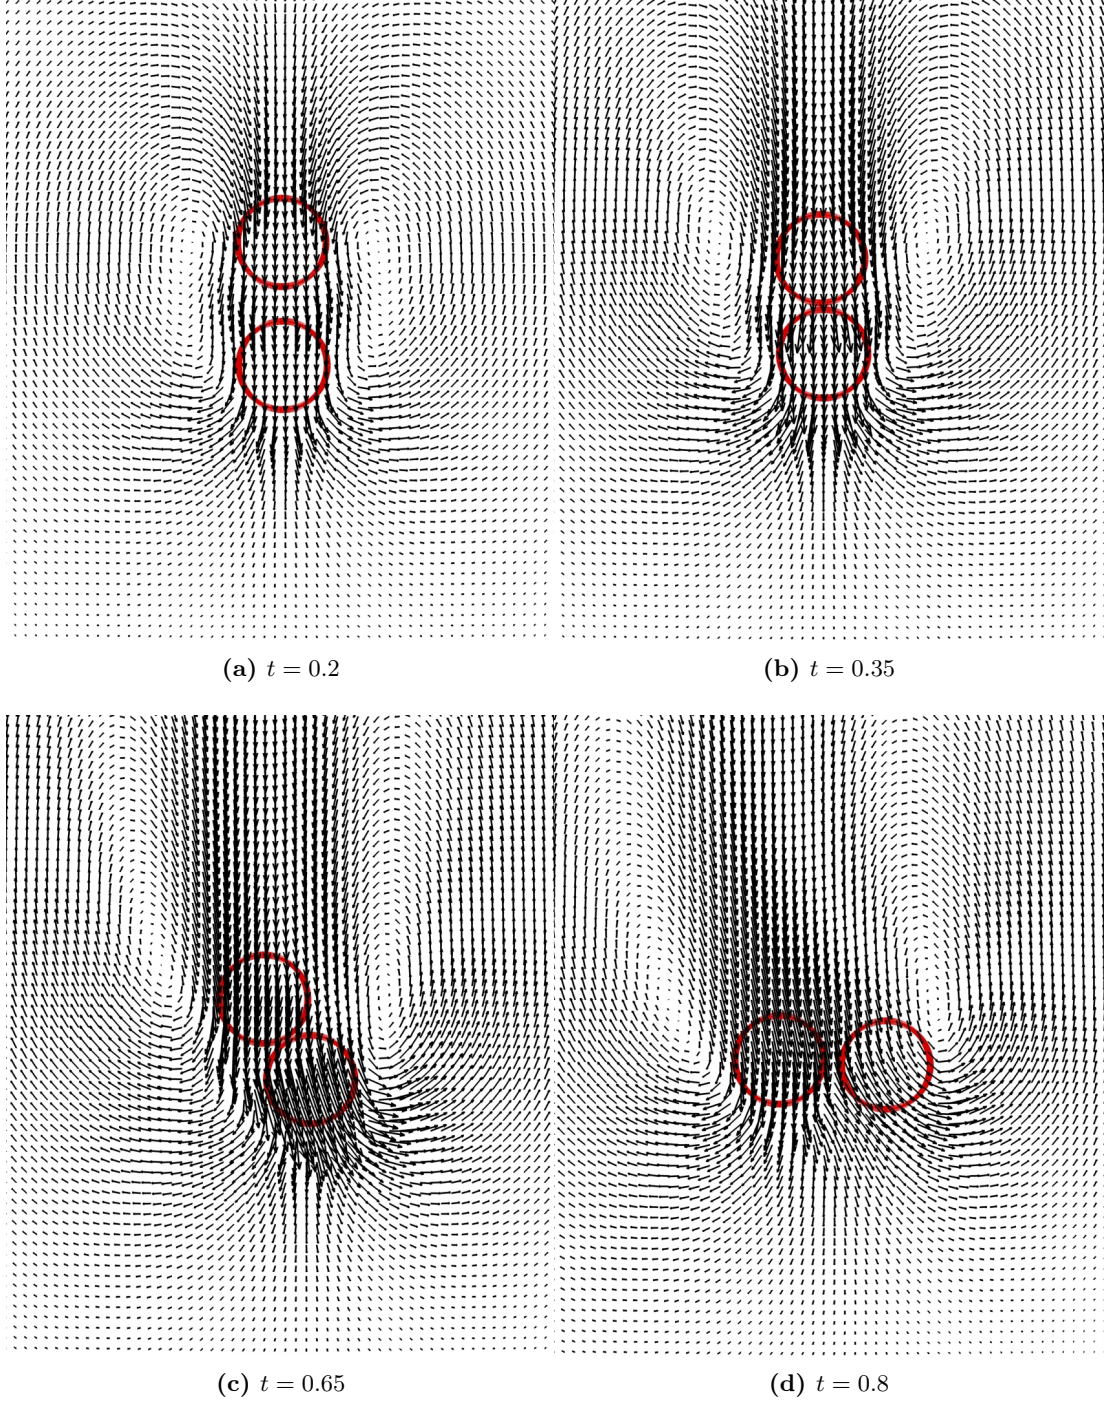 (a) t = 0.2
(b) t = 0.35
(c) t = 0.65
(d) t = 0.8